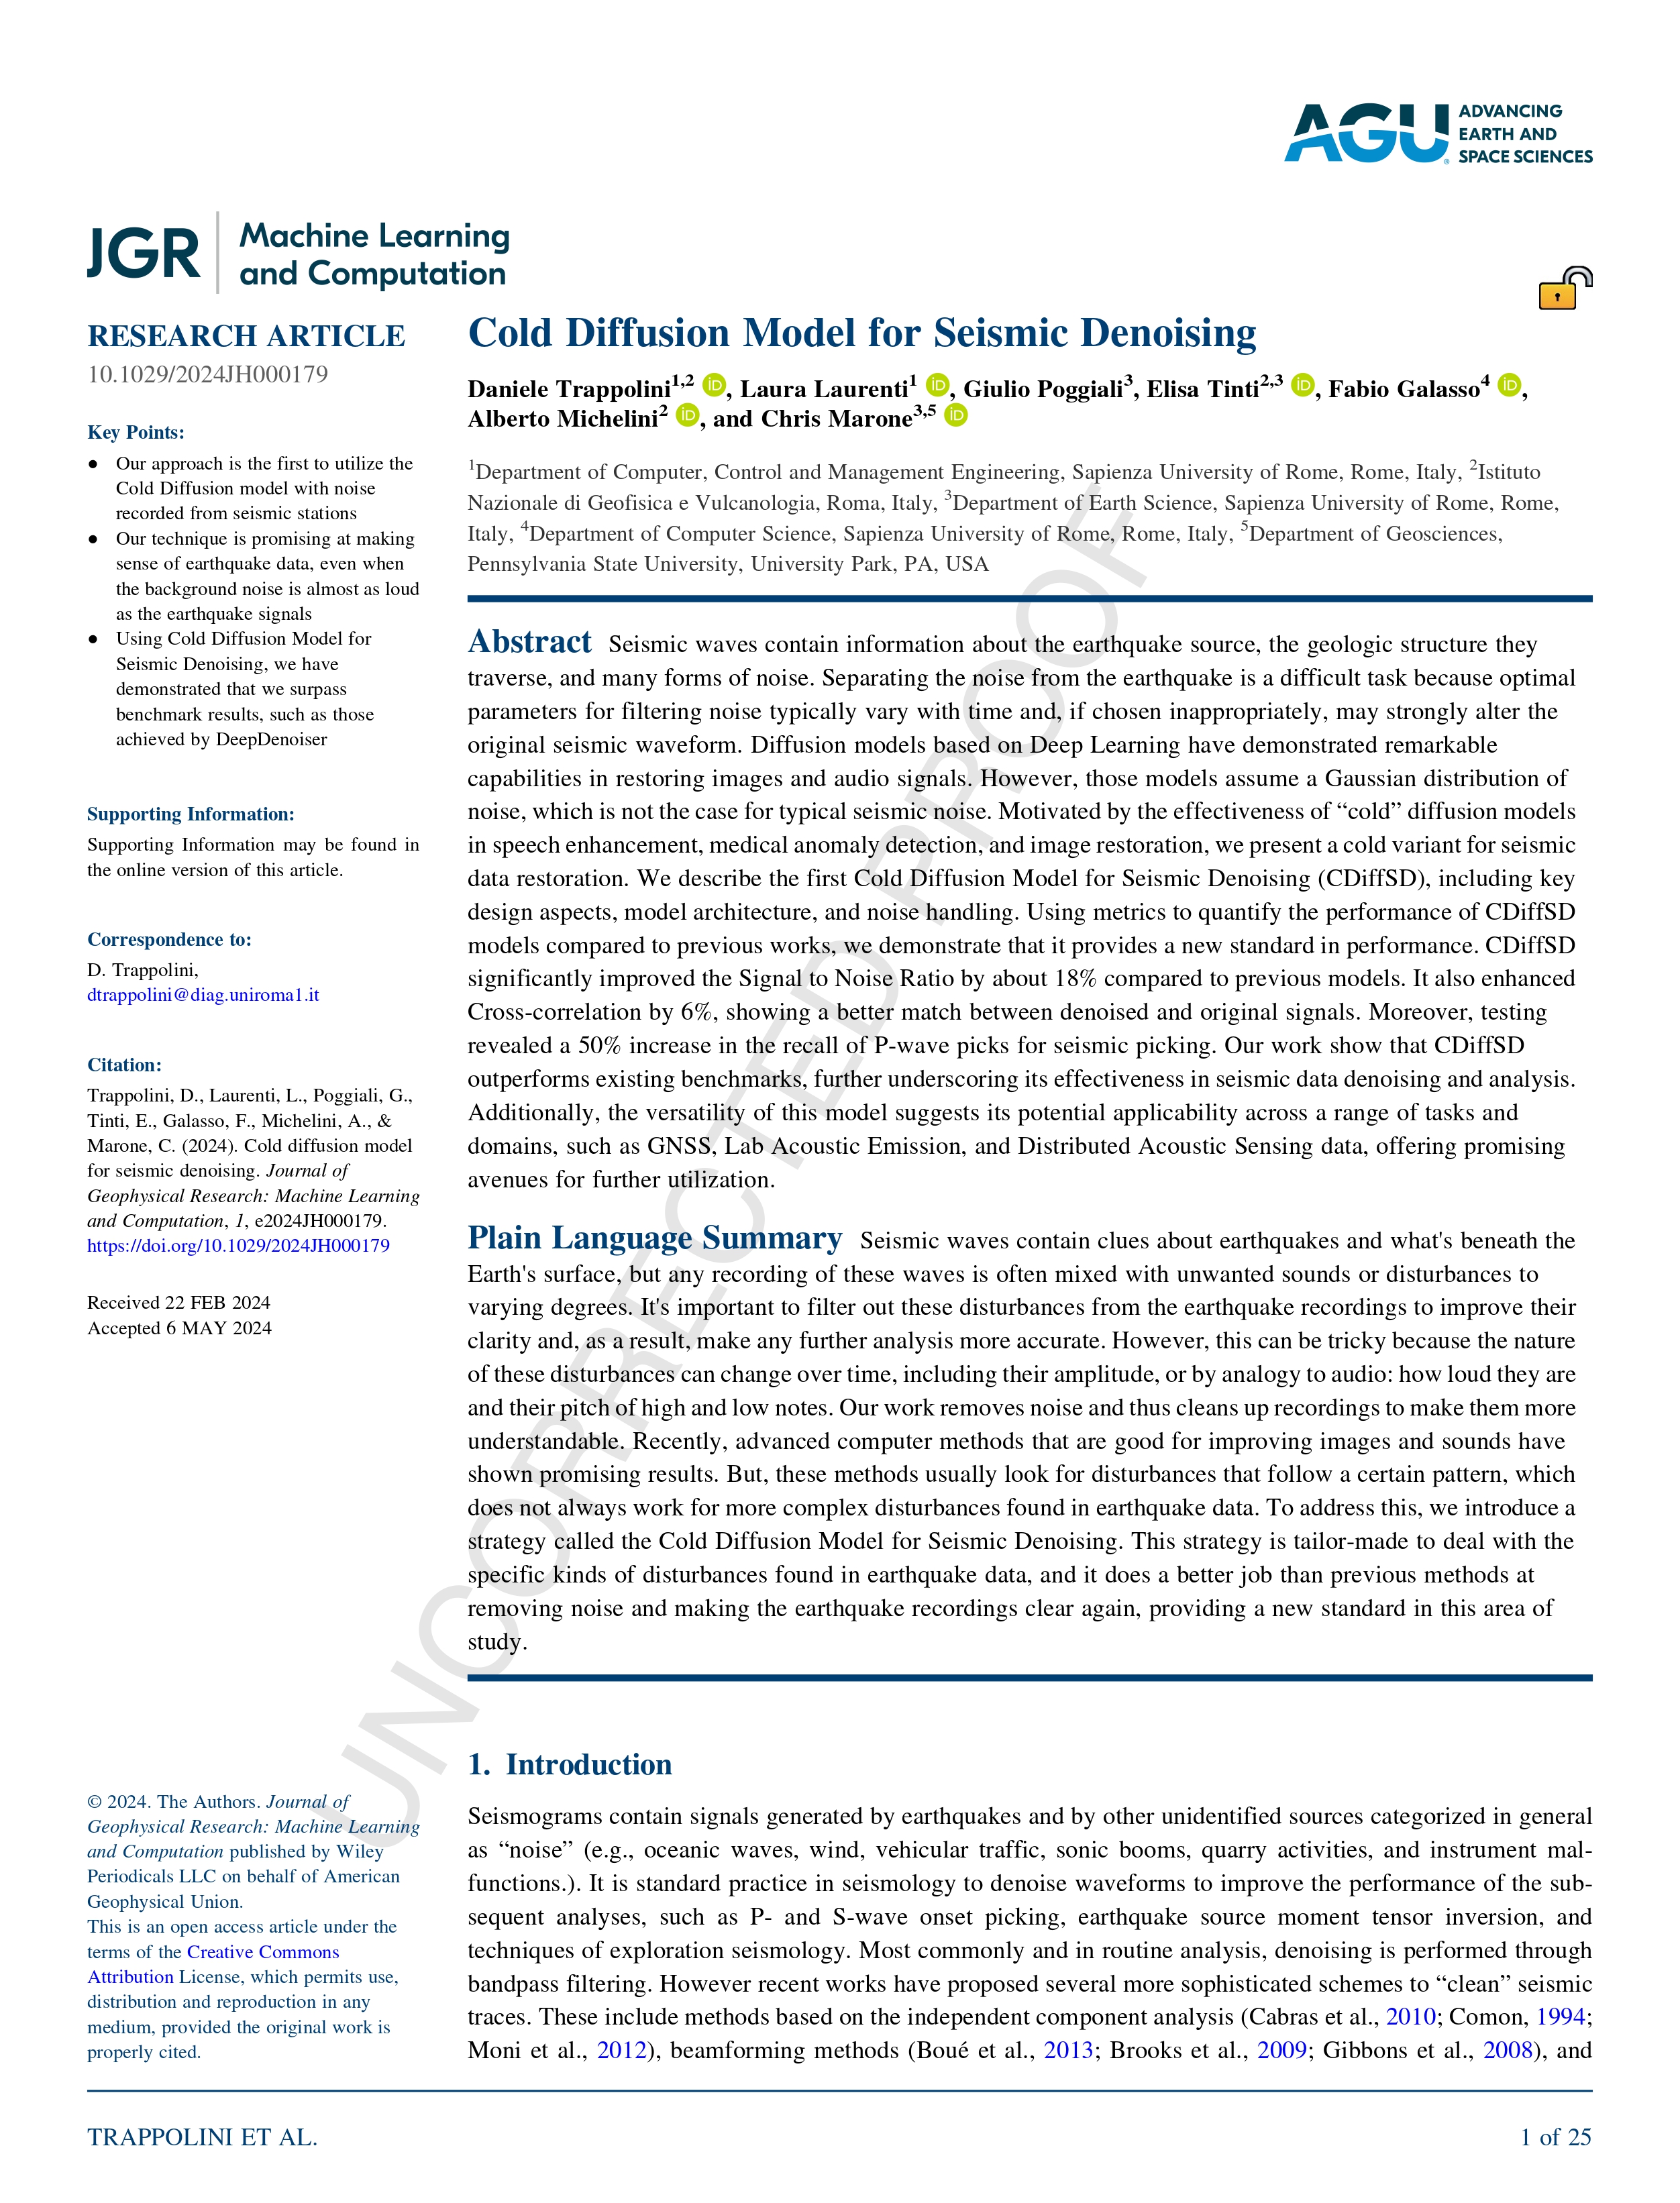 AGU ADVANCING
EARTH AND
SPACE SCIENCES
JGR Machine Learning
and Computation
RESEARCH ARTICLE
10.1029/2024JH000179
Key Points:
● Our approach is the first to utilize the
Cold Diffusion model with noise
recorded from seismic stations
● Our technique is promising at making
sense of earthquake data, even when
the background noise is almost as loud
as the earthquake signals
● Using Cold Diffusion Model for
Seismic Denoising, we have
demonstrated that we surpass
benchmark results, such as those
achieved by DeepDenoiser
Supporting Information:
Supporting Information may be found in
the online version of this article.
Correspondence to:
D. Trappolini,
dtrappolini@diag.uniroma1.it
Citation:
Trappolini, D., Laurenti, L., Poggiali, G.,
Tinti, E., Galasso, F., Michelini, A., &
Marone, C. (2024). Cold diffusion model
for seismic denoising. Journal of
Geophysical Research: Machine Learning
and Computation, 1, e2024JH000179.
https://doi.org/10.1029/2024JH000179
Received 22 FEB 2024
Accepted 6 MAY 2024
© 2024. The Authors. Journal of
Geophysical Research: Machine Learning
and Computation published by Wiley
Periodicals LLC on behalf of American
Geophysical Union.
This is an open access article under the
terms of the Creative Commons
Attribution License, which permits use,
distribution and reproduction in any
medium, provided the original work is
properly cited.
Cold Diffusion Model for Seismic Denoising
Daniele Trappolini1,2 iD, Laura Laurenti1 iD, Giulio Poggiali3, Elisa Tinti2,3 iD, Fabio Galasso4 iD,
Alberto Michelini2 iD, and Chris Marone3,5 iD
1Department of Computer, Control and Management Engineering, Sapienza University of Rome, Rome, Italy, 2Istituto
Nazionale di Geofisica e Vulcanologia, Roma, Italy, 3Department of Earth Science, Sapienza University of Rome, Rome,
Italy, 4Department of Computer Science, Sapienza University of Rome, Rome, Italy, 5Department of Geosciences,
Pennsylvania State University, University Park, PA, USA
Abstract Seismic waves contain information about the earthquake source, the geologic structure they
traverse, and many forms of noise. Separating the noise from the earthquake is a difficult task because optimal
parameters for filtering noise typically vary with time and, if chosen inappropriately, may strongly alter the
original seismic waveform. Diffusion models based on Deep Learning have demonstrated remarkable
capabilities in restoring images and audio signals. However, those models assume a Gaussian distribution of
noise, which is not the case for typical seismic noise. Motivated by the effectiveness of “cold” diffusion models
in speech enhancement, medical anomaly detection, and image restoration, we present a cold variant for seismic
data restoration. We describe the first Cold Diffusion Model for Seismic Denoising (CDiffSD), including key
design aspects, model architecture, and noise handling. Using metrics to quantify the performance of CDiffSD
models compared to previous works, we demonstrate that it provides a new standard in performance. CDiffSD
significantly improved the Signal to Noise Ratio by about 18% compared to previous models. It also enhanced
Cross-correlation by 6%, showing a better match between denoised and original signals. Moreover, testing
revealed a 50% increase in the recall of P-wave picks for seismic picking. Our work show that CDiffSD
outperforms existing benchmarks, further underscoring its effectiveness in seismic data denoising and analysis.
Additionally, the versatility of this model suggests its potential applicability across a range of tasks and
domains, such as GNSS, Lab Acoustic Emission, and Distributed Acoustic Sensing data, offering promising
avenues for further utilization.
Plain Language Summary Seismic waves contain clues about earthquakes and what's beneath the
Earth's surface, but any recording of these waves is often mixed with unwanted sounds or disturbances to
varying degrees. It's important to filter out these disturbances from the earthquake recordings to improve their
clarity and, as a result, make any further analysis more accurate. However, this can be tricky because the nature
of these disturbances can change over time, including their amplitude, or by analogy to audio: how loud they are
and their pitch of high and low notes. Our work removes noise and thus cleans up recordings to make them more
understandable. Recently, advanced computer methods that are good for improving images and sounds have
shown promising results. But, these methods usually look for disturbances that follow a certain pattern, which
does not always work for more complex disturbances found in earthquake data. To address this, we introduce a
strategy called the Cold Diffusion Model for Seismic Denoising. This strategy is tailor-made to deal with the
specific kinds of disturbances found in earthquake data, and it does a better job than previous methods at
removing noise and making the earthquake recordings clear again, providing a new standard in this area of
study.
1. Introduction
Seismograms contain signals generated by earthquakes and by other unidentified sources categorized in general
as “noise” (e.g., oceanic waves, wind, vehicular traffic, sonic booms, quarry activities, and instrument mal-
functions.). It is standard practice in seismology to denoise waveforms to improve the performance of the sub-
sequent analyses, such as P- and S-wave onset picking, earthquake source moment tensor inversion, and
techniques of exploration seismology. Most commonly and in routine analysis, denoising is performed through
bandpass filtering. However recent works have proposed several more sophisticated schemes to “clean” seismic
traces. These include methods based on the independent component analysis (Cabras et al., 2010; Comon, 1994;
Moni et al., 2012), beamforming methods (Boué et al., 2013; Brooks et al., 2009; Gibbons et al., 2008), and
UNCORRECTED PROOF
TRAPPOLINI ET AL.
1 of 25